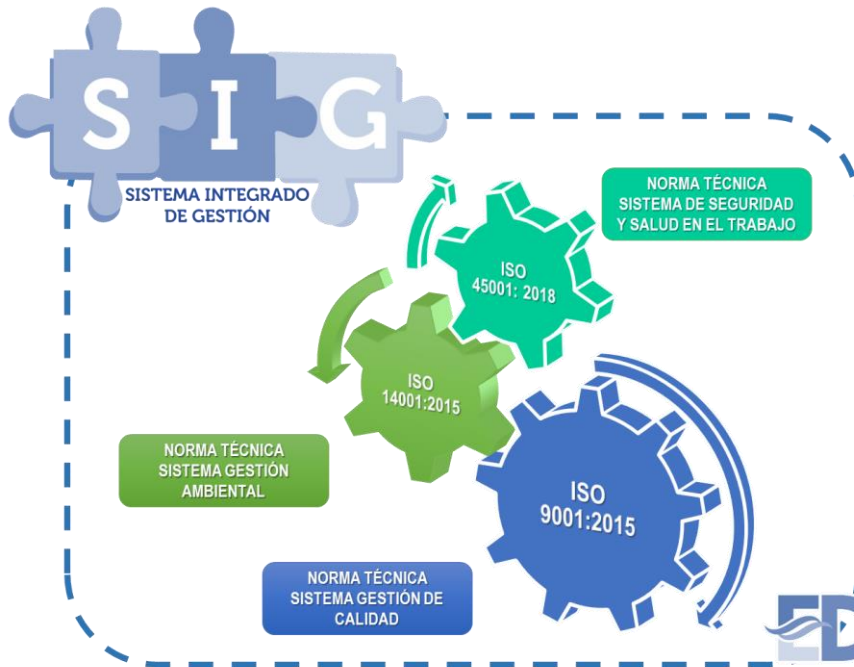 S I G
SISTEMA INTEGRADO
DE GESTIÓN
NORMA TÉCNICA
SISTEMA DE SEGURIDAD
Y SALUD EN EL TRABAJO
ISO
45001: 2018
ISO
14001:2015
NORMA TÉCNICA
SISTEMA GESTIÓN
AMBIENTAL
ISO
9001:2015
NORMA TÉCNICA
SISTEMA GESTIÓN DE
CALIDAD